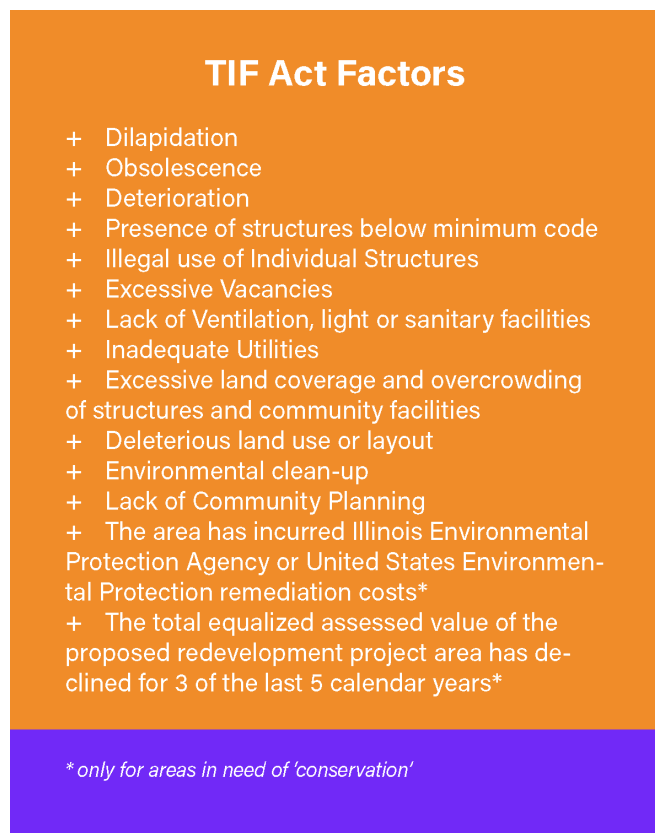 TIF Act Factors
+ Dilapidation
+ Obsolescence
+ Deterioration
+ Presence of structures below minimum code
+ Illegal use of Individual Structures
+ Excessive Vacancies
+ Lack of Ventilation, light or sanitary facilities
+ Inadequate Utilities
+ Excessive land coverage and overcrowding
of structures and community facilities
+ Deleterious land use or layout
+ Environmental clean-up
+ Lack of Community Planning
+ The area has incurred Illinois Environmental
Protection Agency or United States Environmen-
tal Protection remediation costs*
+ The total equalized assessed value of the
proposed redevelopment project area has de-
clined for 3 of the last 5 calendar years*
* only for areas in need of 'conservation'